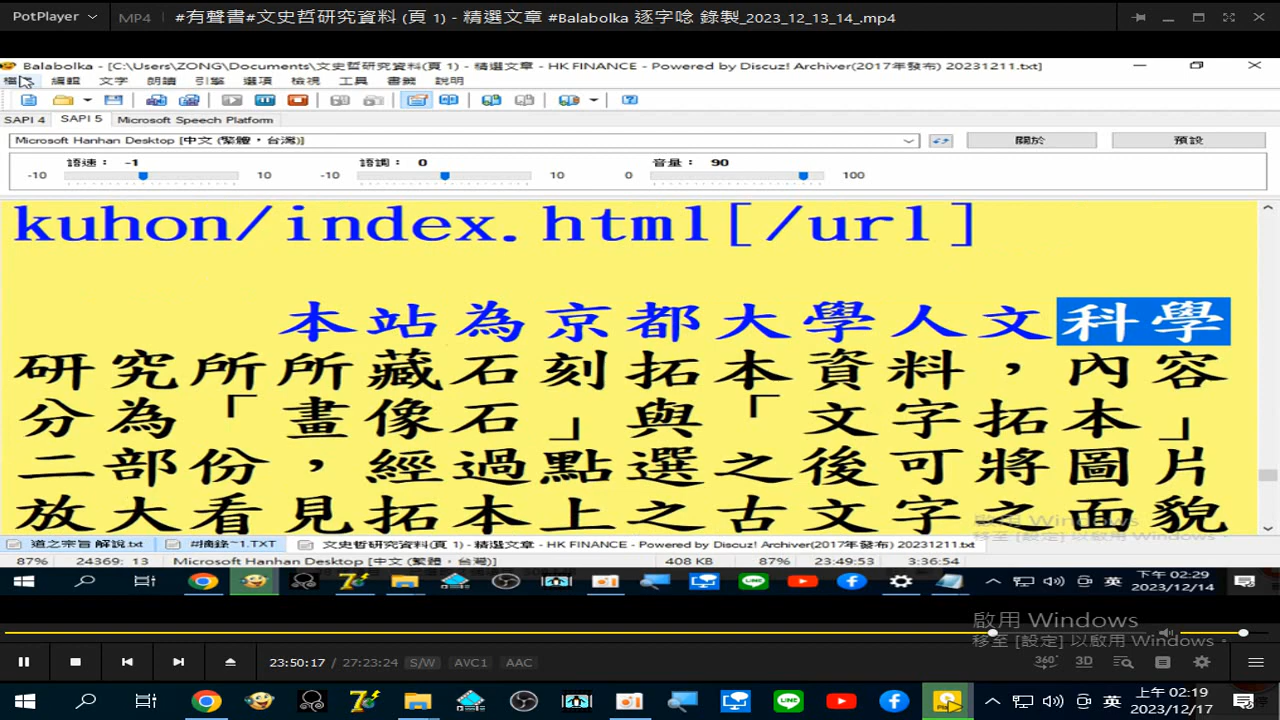 PotPlayer MP4 #有聲書#文史哲研究資料 (頁 1) - 精選文章 #Balabolka 逐字唸 錄製_2023_12_13_14_.mp4
Balabolka - [C:\Users\ZONG\Documents\文史哲研究資料(頁 1) - 精選文章 - HK FINANCE - Powered by Discuz! Archiver(2017年發布) 20231211.txt]
檔案 編輯 文字 朗讀 引擎 選項 檢視 工具 書籤 說明
SAPI 4 SAPI 5 Microsoft Speech Platform
Microsoft Hanhan Desktop [中文 (繁體，台灣)] 關於 預設
語速： -1 語調： 0 音量： 90
-10 10 -10 10 0 100
kuhon/index.html[/url]
本站為京都大學人文科學
研究所所藏石刻拓本資料，內容
分為「畫像石」與「文字拓本」
二部份，經過點選之後可將圖片
放大看見拓本上之古文字之面貌
啟用 Windows
移至 [設定] 以啟用 Windows。
道之宗旨 解說.txt #摘錄~1.TXT 文史哲研究資料(頁 1) - 精選文章 - HK FINANCE - Powered by Discuz! Archiver(2017年發布) 20231211.txt
87% 24369: 13 Microsoft Hanhan Desktop [中文 (繁體，台灣)] 408 KB 87% 23:49:53 3:36:54
英 下午 02:29
2023/12/14
啟用 Windows
移至 [設定] 以啟用 Windows。
23:50:17 / 27:23:24 S/W AVC1 AAC 360° 3D
英 上午 02:19
2023/12/17